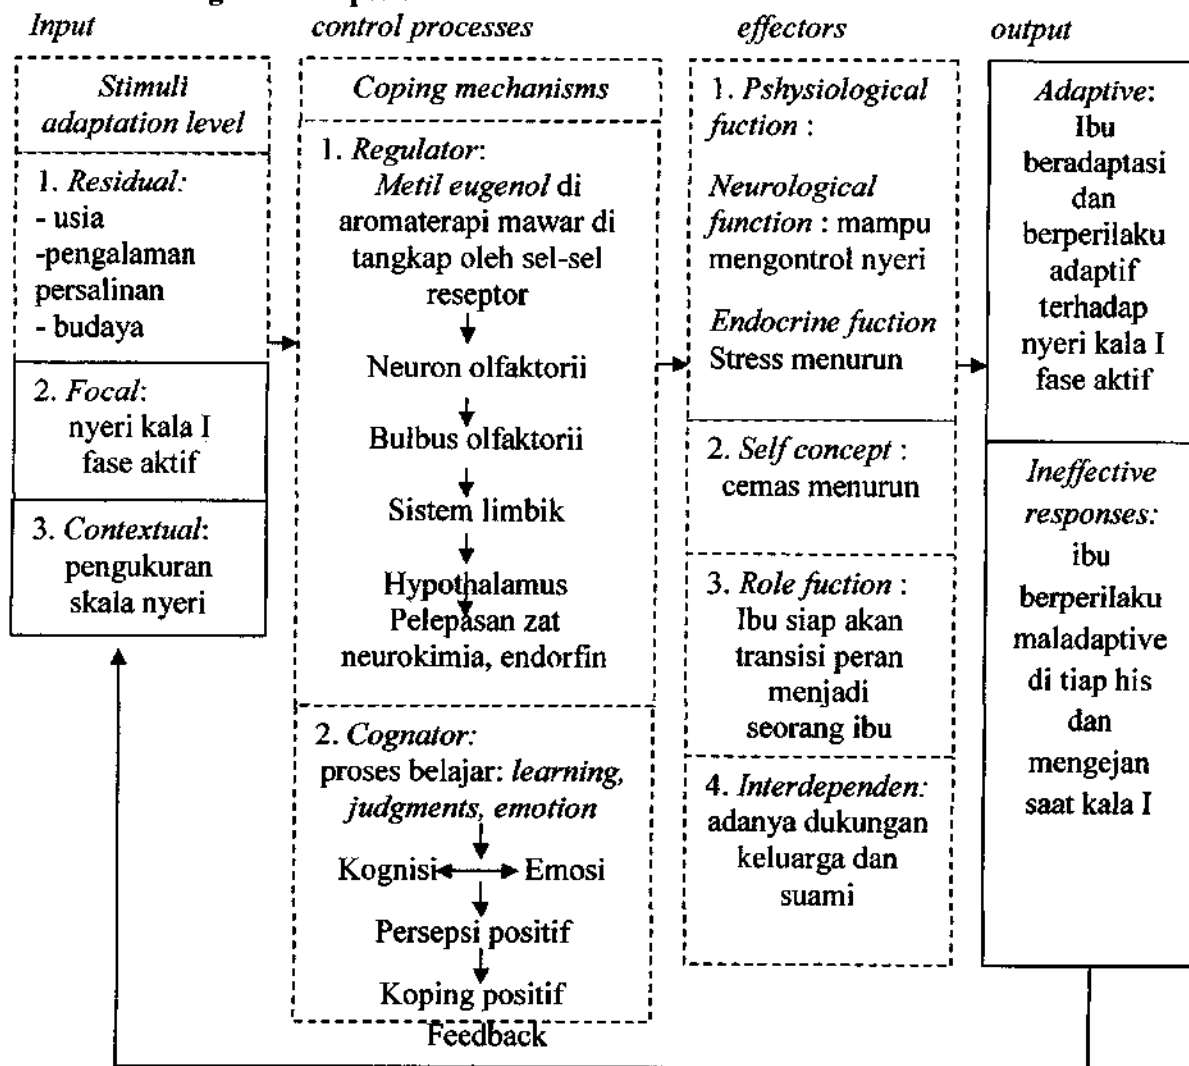 Input
control processes
effectors
output
Stimuli
adaptation level
1. Residual:
- usia
-pengalaman
persalinan
- budaya
2. Focal:
nyeri kala I
fase aktif
3. Contextual:
pengukuran
skala nyeri
Coping mechanisms
1. Regulator:
Metil eugenol di
aromaterapi mawar di
tangkap oleh sel-sel
reseptor
Neuron olfaktorii
Bulbus olfaktorii
Sistem limbik
Hypothalamus
Pelepasan zat
neurokimia, endorfin
2. Cognator:
proses belajar: learning,
judgments, emotion
Kognisi Emosi
Persepsi positif
Koping positif
Feedback
1. Pshysiological
fuction :
Neurological
function : mampu
mengontrol nyeri
Endocrine fuction
Stress menurun
2. Self concept :
cemas menurun
3. Role fuction :
Ibu siap akan
transisi peran
menjadi
seorang ibu
4. Interdependen:
adanya dukungan
keluarga dan
suami
Adaptive:
Ibu
beradaptasi
dan
berperilaku
adaptif
terhadap
nyeri kala I
fase aktif
Ineffective
responses:
ibu
berperilaku
maladaptive
di tiap his
dan
mengejan
saat kala I